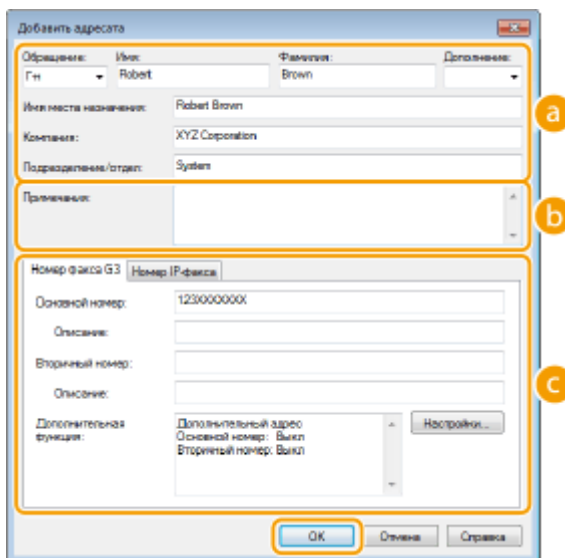 Добавить адресата
Обращение: Имя: Фамилия: Дополнение:
Г-н Robert Brown
Имя места назначения: Robert Brown
Компания: XYZ Corporation
Подразделение/отдел: System
a
Примечания:
b
Номер факса G3 Номер IP-факса
Основной номер: 123XXXXXXX
Описание:
Вторичный номер:
Описание:
c
Дополнительная функция: Дополнительный адрес Настройки...
Основной номер: Выкл
Вторичный номер: Выкл
OK Отмена Справка